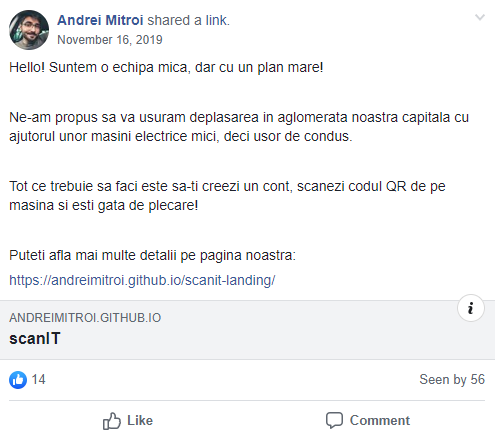 Andrei Mitroi shared a link.
November 16, 2019
Hello! Suntem o echipa mica, dar cu un plan mare!
Ne-am propus sa va usuram deplasarea in aglomerata noastra capitala cu
ajutorul unor masini electrice mici, deci usor de condus.
Tot ce trebuie sa faci este sa-ti creezi un cont, scanezi codul QR de pe
masina si esti gata de plecare!
Puteti afla mai multe detalii pe pagina noastra:
https://andreimitroi.github.io/scanit-landing/
i
ANDREIMITROI.GITHUB.IO
scanIT
14
Seen by 56
Like
Comment